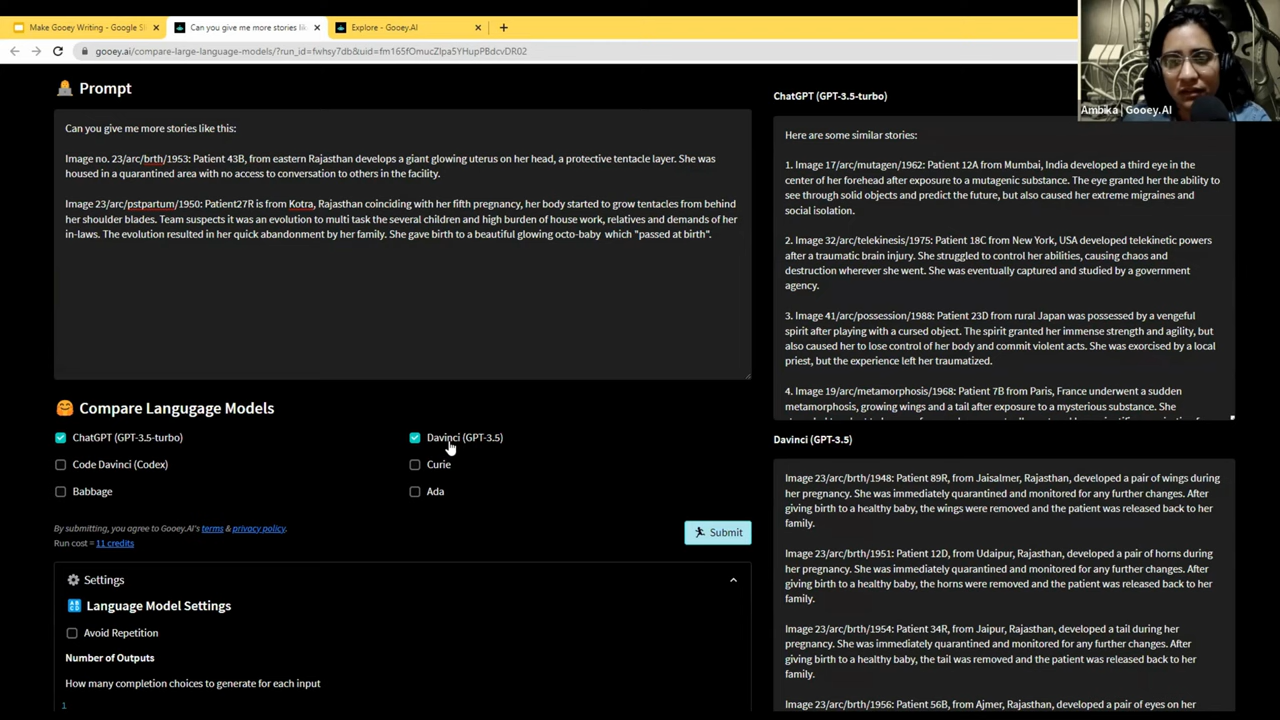 Make Gooey Writing - Google Sl
Can you give me more stories li
Explore - Gooey.AI
gooey.ai/compare-large-language-models/?run_id=fwhsy7db&uid=fm165fOmucZlpa5YHupPBdcvDR02
Ambika | Gooey.AI
Prompt
Can you give me more stories like this:
Image no. 23/arc/brth/1953: Patient 43B, from eastern Rajasthan develops a giant glowing uterus on her head, a protective tentacle layer. She was
housed in a quarantined area with no access to conversation to others in the facility.
Image 23/arc/pstpartum/1950: Patient27R is from Kotra, Rajasthan coinciding with her fifth pregnancy, her body started to grow tentacles from behind
her shoulder blades. Team suspects it was an evolution to multi task the several children and high burden of house work, relatives and demands of her
in-laws. The evolution resulted in her quick abandonment by her family. She gave birth to a beautiful glowing octo-baby which "passed at birth".
Compare Langugage Models
ChatGPT (GPT-3.5-turbo)
Davinci (GPT-3.5)
Code Davinci (Codex)
Curie
Babbage
Ada
By submitting, you agree to Gooey.AI's terms & privacy policy.
Run cost = 11 credits
Submit
Settings
Language Model Settings
Avoid Repetition
Number of Outputs
How many completion choices to generate for each input
1
ChatGPT (GPT-3.5-turbo)
Here are some similar stories:
1. Image 17/arc/mutagen/1962: Patient 12A from Mumbai, India developed a third eye in the
center of her forehead after exposure to a mutagenic substance. The eye granted her the ability to
see through solid objects and predict the future, but also caused her extreme migraines and
social isolation.
2. Image 32/arc/telekinesis/1975: Patient 18C from New York, USA developed telekinetic powers
after a traumatic brain injury. She struggled to control her abilities, causing chaos and
destruction wherever she went. She was eventually captured and studied by a government
agency.
3. Image 41/arc/possession/1988: Patient 23D from rural Japan was possessed by a vengeful
spirit after playing with a cursed object. The spirit granted her immense strength and agility, but
also caused her to lose control of her body and commit violent acts. She was exorcised by a local
priest, but the experience left her traumatized.
4. Image 19/arc/metamorphosis/1968: Patient 7B from Paris, France underwent a sudden
metamorphosis, growing wings and a tail after exposure to a mysterious substance. She
Davinci (GPT-3.5)
Image 23/arc/brth/1948: Patient 89R, from Jaisalmer, Rajasthan, developed a pair of wings during
her pregnancy. She was immediately quarantined and monitored for any further changes. After
giving birth to a healthy baby, the wings were removed and the patient was released back to her
family.
Image 23/arc/brth/1951: Patient 12D, from Udaipur, Rajasthan, developed a pair of horns during
her pregnancy. She was immediately quarantined and monitored for any further changes. After
giving birth to a healthy baby, the horns were removed and the patient was released back to her
family.
Image 23/arc/brth/1954: Patient 34R, from Jaipur, Rajasthan, developed a tail during her
pregnancy. She was immediately quarantined and monitored for any further changes. After
giving birth to a healthy baby, the tail was removed and the patient was released back to her
family.
Image 23/arc/brth/1956: Patient 56B, from Ajmer, Rajasthan, developed a pair of eyes on her